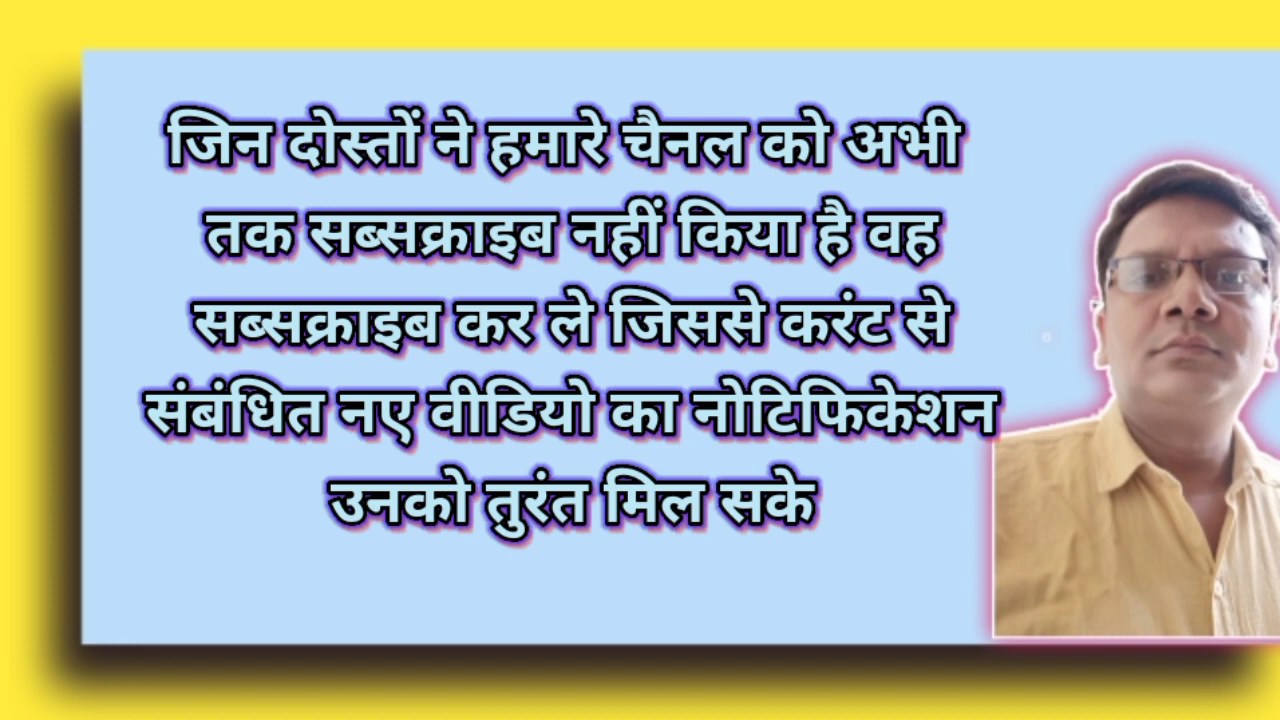 जिन दोस्तों ने हमारे चैनल को अभी
तक सब्सक्राइब नहीं किया है वह
सब्सक्राइब कर ले जिससे करंट से
संबंधित नए वीडियो का नोटिफिकेशन
उनको तुरंत मिल सके